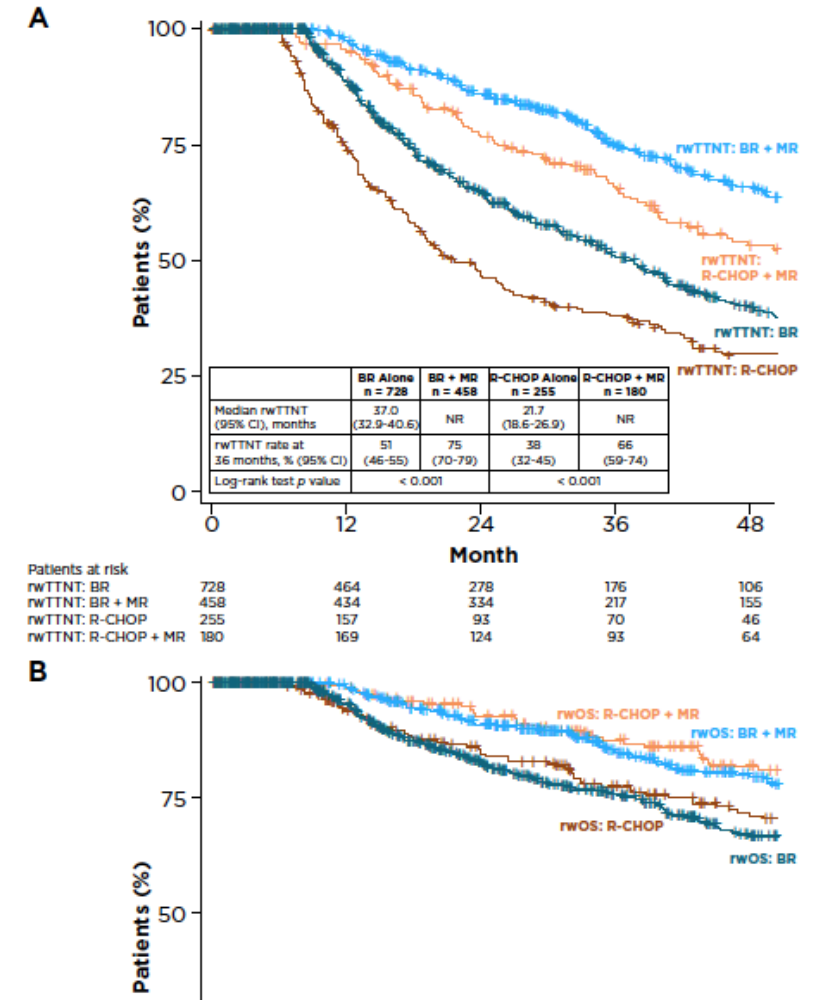 A
100
75
50
25
0
Patients (%)
rwTTNT: BR + MR
rwTTNT:
R-CHOP + MR
rwTTNT: BR
rwTTNT: R-CHOP
BR Alone BR + MR R-CHOP Alone R-CHOP + MR
n = 728 n = 458 n = 255 n = 180
Median rwTTNT 37.0 NR 21.7 NR
(95% CI), months (32.9-40.6) (18.6-26.9)
rwTTNT rate at 51 75 38 66
36 months, % (95% CI) (46-55) (70-79) (32-45) (59-74)
Log-rank test p value < 0.001 < 0.001
0 12 24 36 48
Month
Patients at risk
rwTTNT: BR 728 464 278 176 106
rwTTNT: BR + MR 458 434 334 217 155
rwTTNT: R-CHOP 255 157 93 70 46
rwTTNT: R-CHOP + MR 180 169 124 93 64
B
100
75
50
Patients (%)
rwOS: R-CHOP + MR
rwOS: BR + MR
rwOS: R-CHOP
rwOS: BR